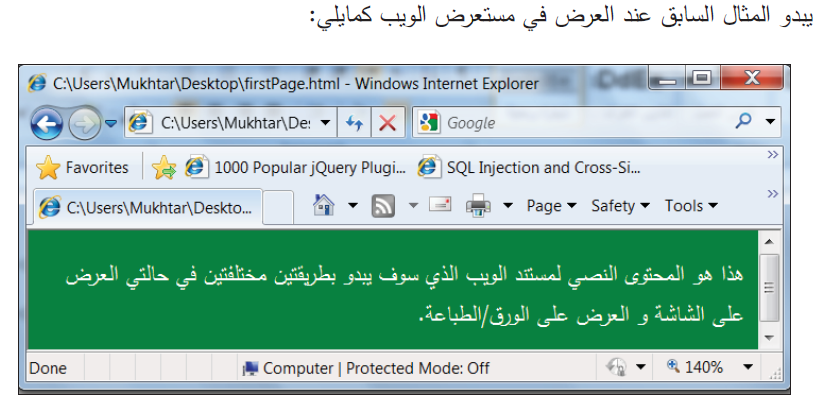 يبدو المثال السابق عند العرض في مستعرض الويب كمايلي:
C:\Users\Mukhtar\Desktop\firstPage.html - Windows Internet Explorer
C:\Users\Mukhtar\De: Google
Favorites 1000 Popular jQuery Plugi... SQL Injection and Cross-Si...
C:\Users\Mukhtar\Deskto... Page Safety Tools
هذا هو المحتوى النصي لمستند الويب الذي سوف يبدو بطريقتين مختلفتين في حالتي العرض
على الشاشة و العرض على الورق/الطباعة.
Done Computer | Protected Mode: Off 140%